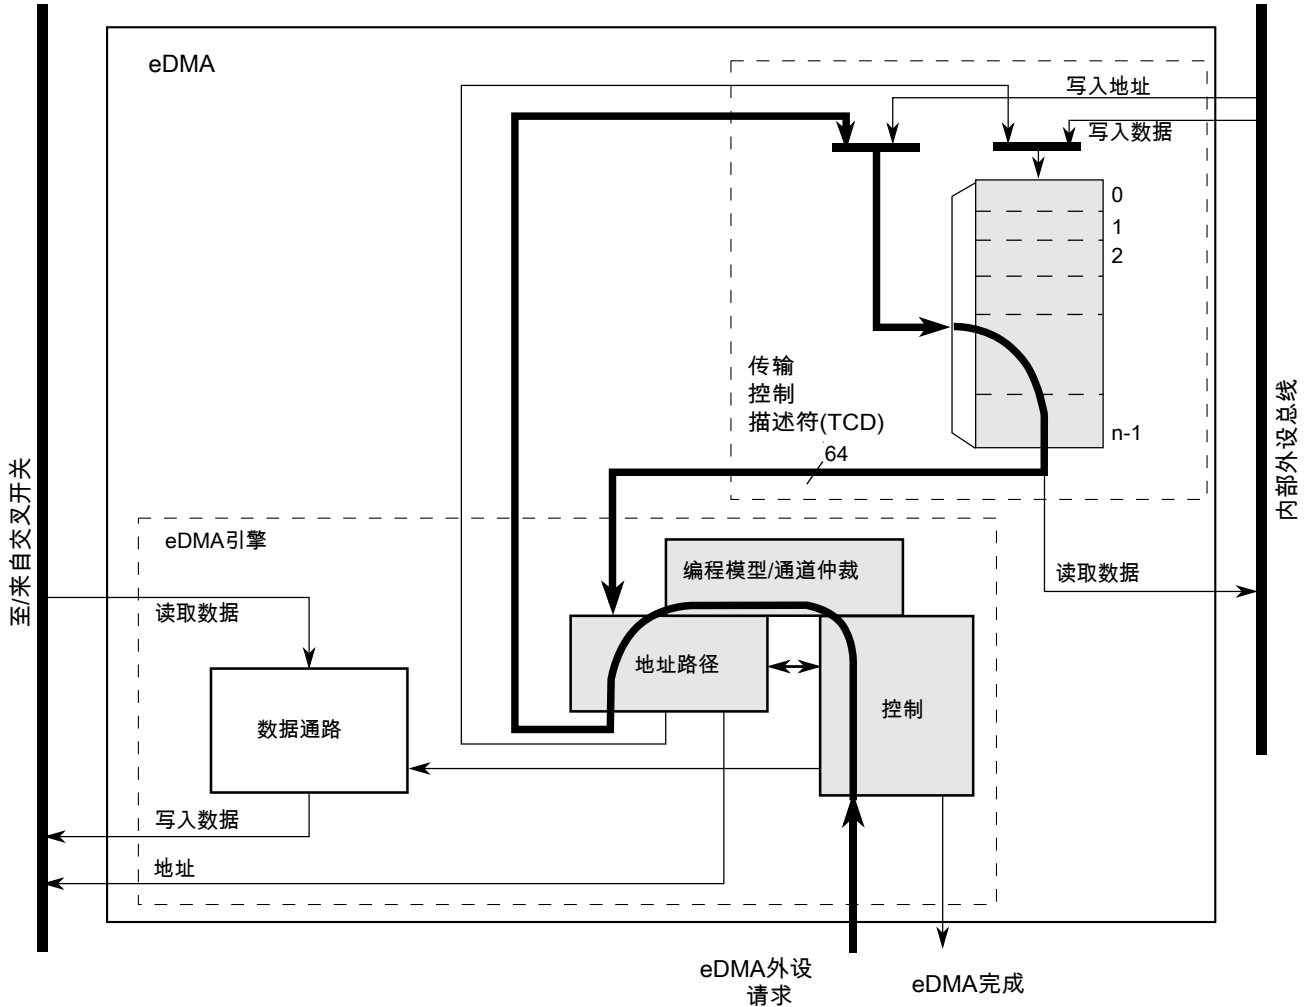 eDMA
写入地址
写入数据
0
1
2
n-1
传输
控制
描述符(TCD)
64
至/来自交叉开关
内部外设总线
eDMA引擎
编程模型/通道仲裁
读取数据
读取数据
地址路径
控制
数据通路
写入数据
地址
eDMA外设
请求
eDMA完成